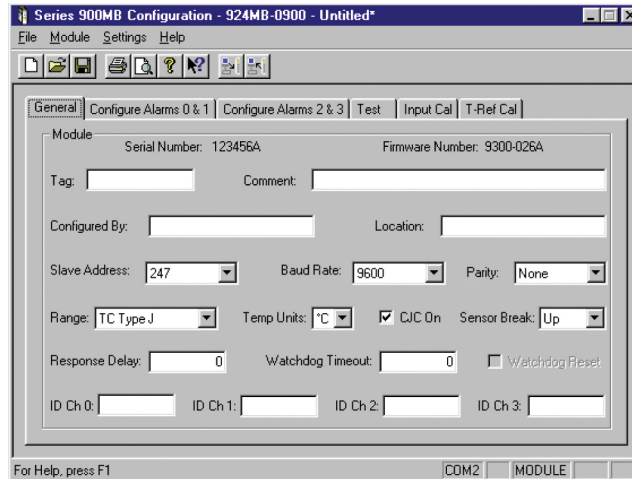 Series 900MB Configuration - 924MB-0900 - Untitled*
File Module Settings Help
General Configure Alarms 0 & 1 Configure Alarms 2 & 3 Test Input Cal T-Ref Cal
Module
Serial Number: 123456A Firmware Number: 9300-026A
Tag: Comment:
Configured By: Location:
Slave Address: 247 Baud Rate: 9600 Parity: None
Range: TC Type J Temp Units: °C CJC On Sensor Break: Up
Response Delay: 0 Watchdog Timeout: 0 Watchdog Reset
ID Ch 0: ID Ch 1: ID Ch 2: ID Ch 3:
For Help, press F1 COM2 MODULE